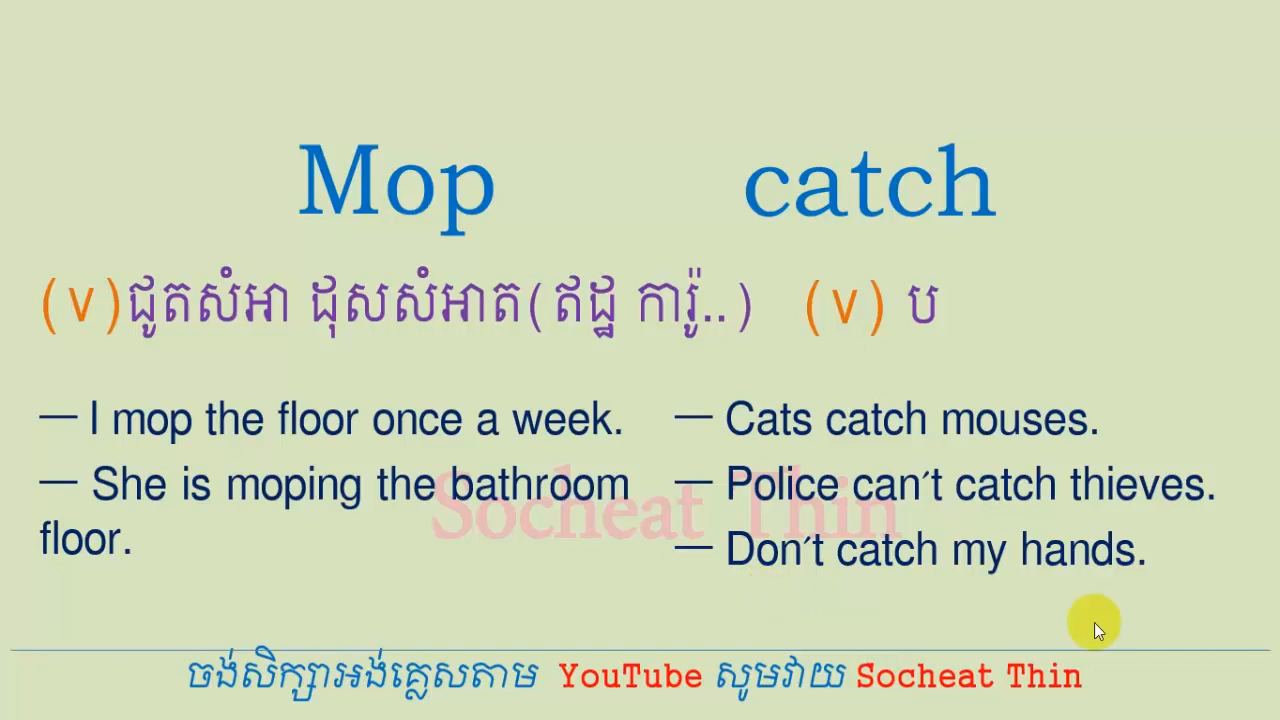 Mop
catch
(v)ជូតសំអា ដុសសំអាត(ឥដ្ឋ ការ៉ូ..)
(v) ប
— I mop the floor once a week.
— She is moping the bathroom
floor.
— Cats catch mouses.
— Police can′t catch thieves.
— Don′t catch my hands.
Socheat Thin
ចង់សិក្សាអង់គ្លេសតាម YouTube សូមវាយ Socheat Thin